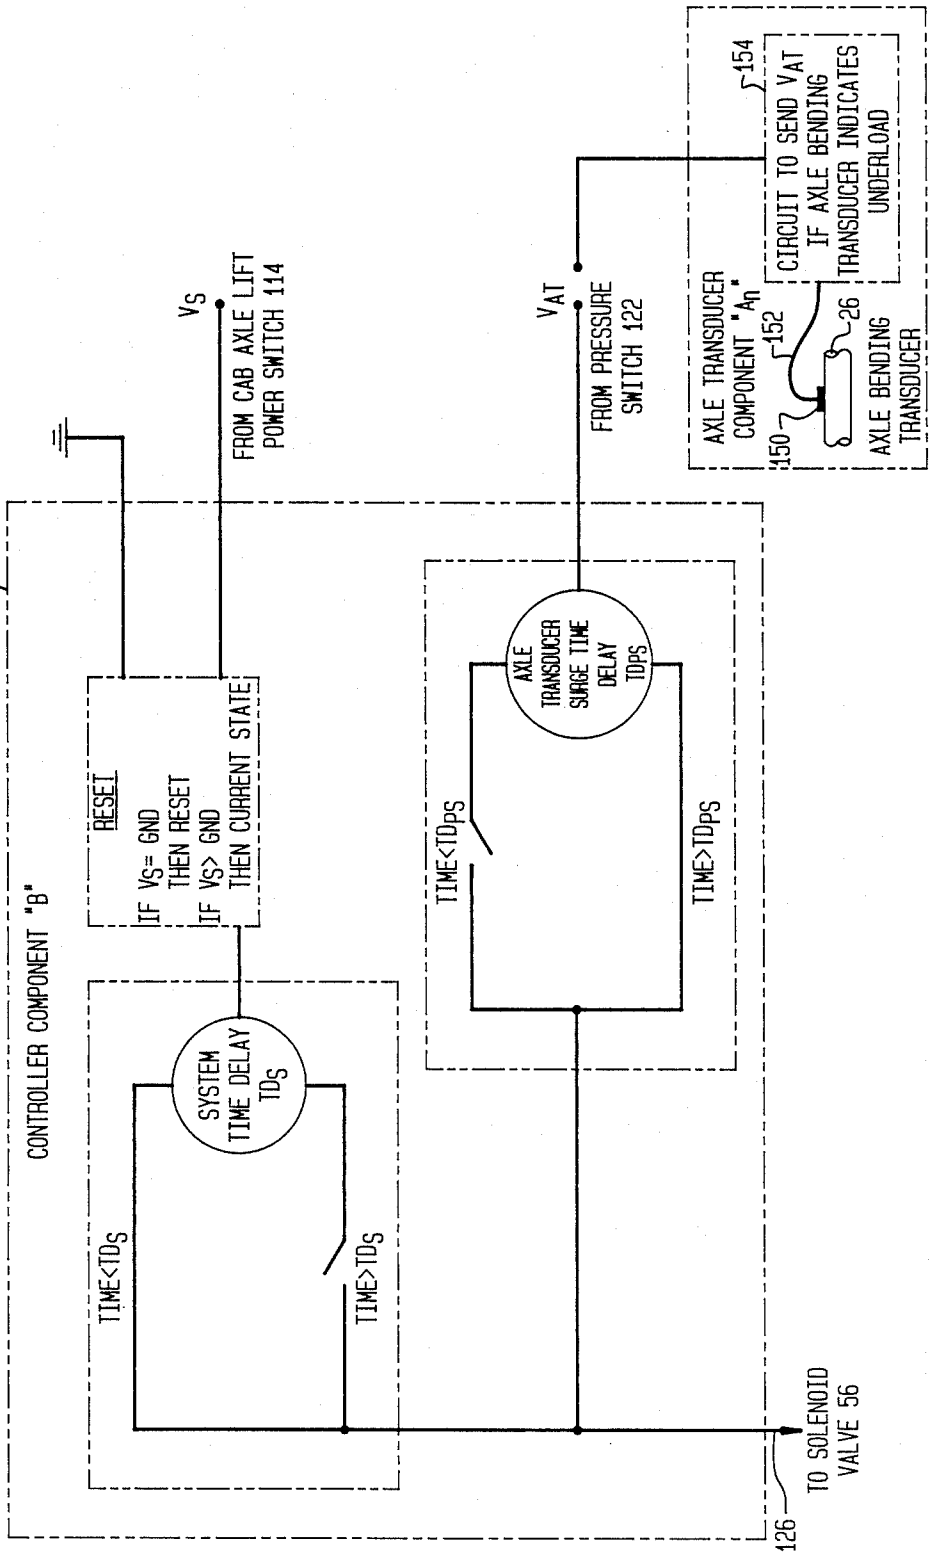 CONTROLLER COMPONENT "B"
RESET
IF VS= GND
THEN RESET
IF VS> GND
THEN CURRENT STATE
VS
FROM CAB AXLE LIFT
POWER SWITCH 114
TIME<TDS
SYSTEM
TIME DELAY
TDS
TIME>TDS
TIME<TDPS
AXLE
TRANSDUCER
SURGE TIME
DELAY
TDPS
TIME>TDPS
VAT
FROM PRESSURE
SWITCH 122
AXLE TRANSDUCER
COMPONENT "An"
154
CIRCUIT TO SEND VAT
IF AXLE BENDING
TRANSDUCER INDICATES
UNDERLOAD
152
150
26
AXLE BENDING
TRANSDUCER
126
TO SOLENOID
VALVE 56